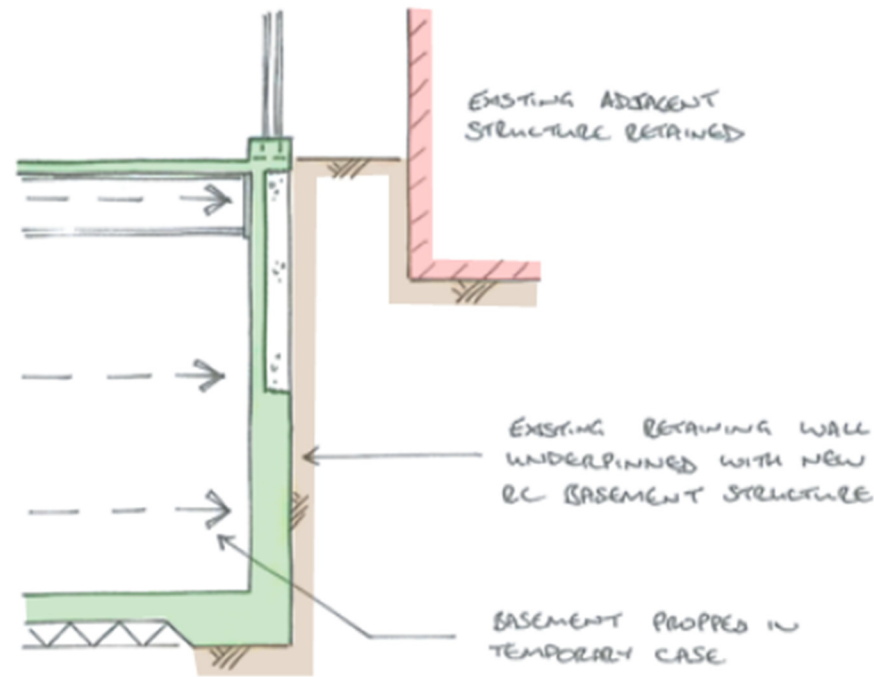 EXISTING ADJACENT
STRUCTURE RETAINED
EXISTING RETAINING WALL
UNDERPINNED WITH NEW
RC BASEMENT STRUCTURE
BASEMENT PROPPED IN
TEMPORARY CASE